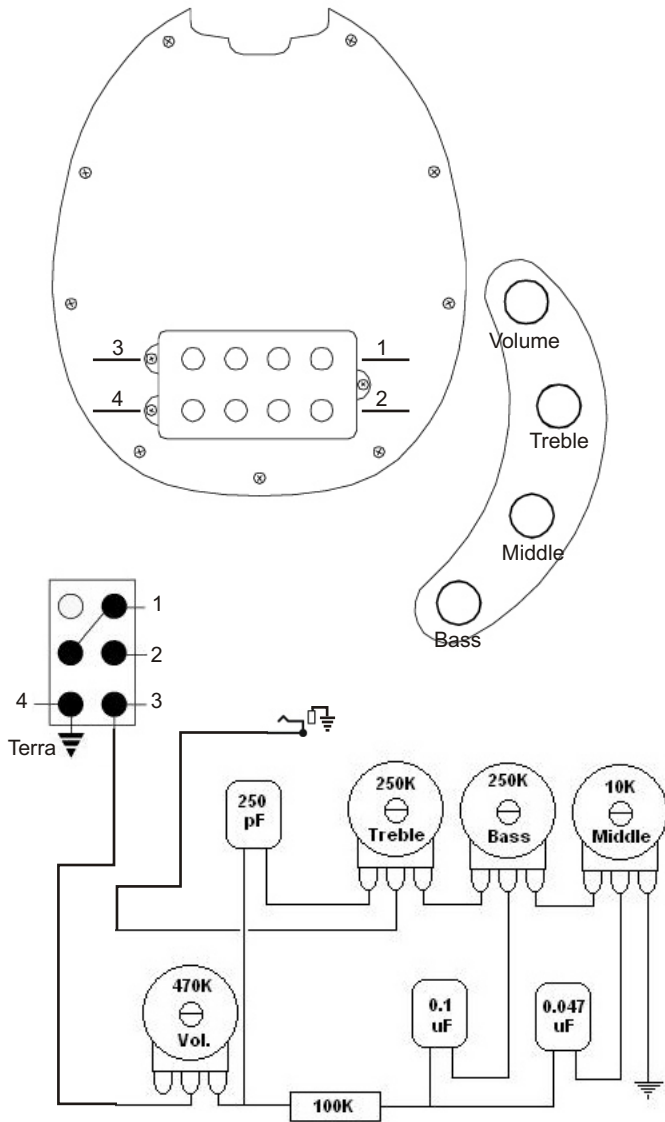 3
1
4
2
Volume
Treble
Middle
Bass
1
2
4
3
Terra
250
pF
250K
Treble
250K
Bass
10K
Middle
470K
Vol.
0.1
uF
0.047
uF
100K